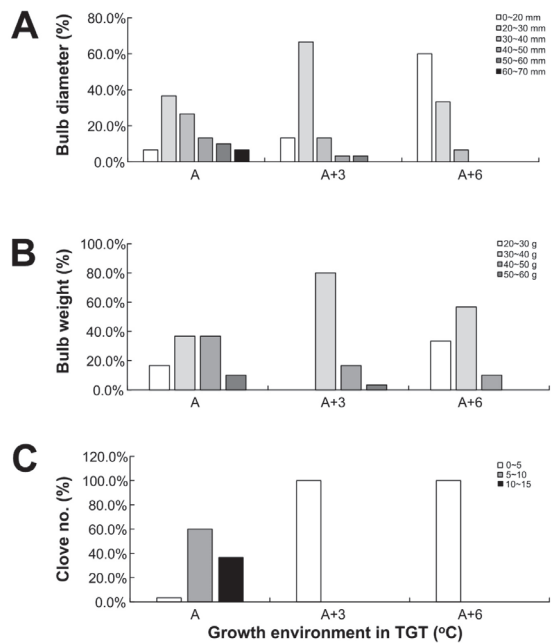 A
Bulb diameter (%)
80.0%
60.0%
40.0%
20.0%
0.0%
A
A+3
A+6
0~20 mm
20~30 mm
30~40 mm
40~50 mm
50~60 mm
60~70 mm
B
Bulb weight (%)
100.0%
80.0%
60.0%
40.0%
20.0%
0.0%
A
A+3
A+6
20~30 g
30~40 g
40~50 g
50~60 g
C
Clove no. (%)
120.0%
100.0%
80.0%
60.0%
40.0%
20.0%
0.0%
A
A+3
A+6
0~5
5~10
10~15
Growth environment in TGT (ºC)